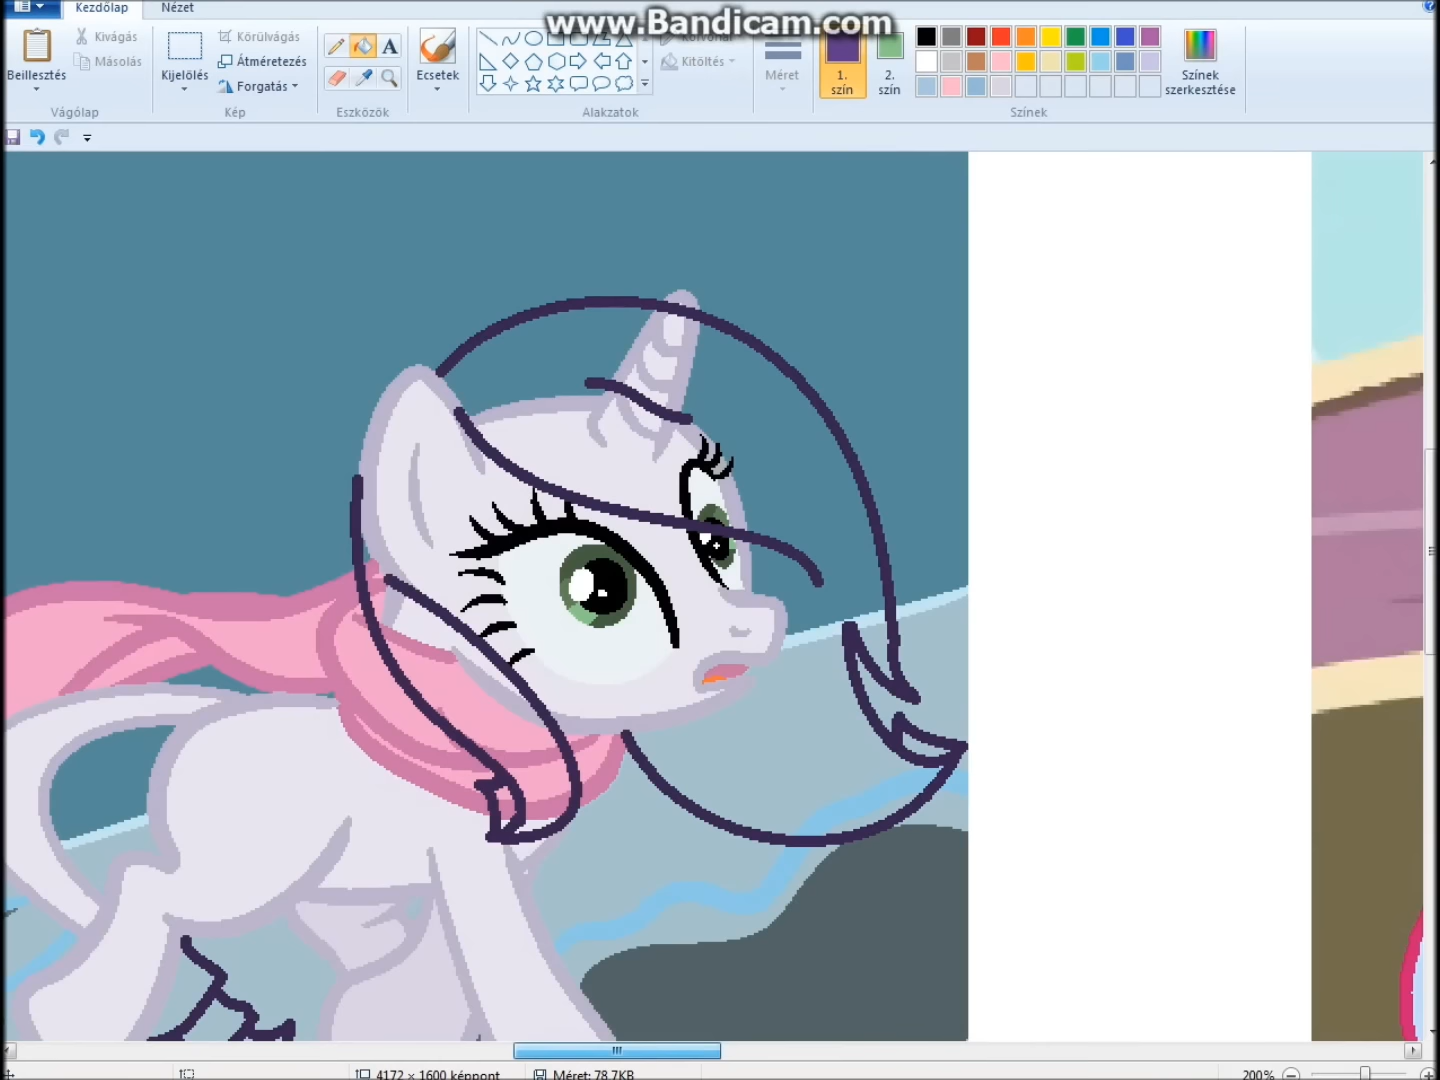 Kezdőlap Nézet
www.Bandicam.com
Beillesztés
Kivágás
Másolás
Vágólap
Kijelölés
Körülvágás
Átméretezés
Forgatás
Kép
A
Eszközök
Ecsetek
Kitöltés
Alakzatok
Méret
1. szín
2. szín
Színek szerkesztése
Színek
4172 × 1600 képpont
Méret: 78.7KB
200%